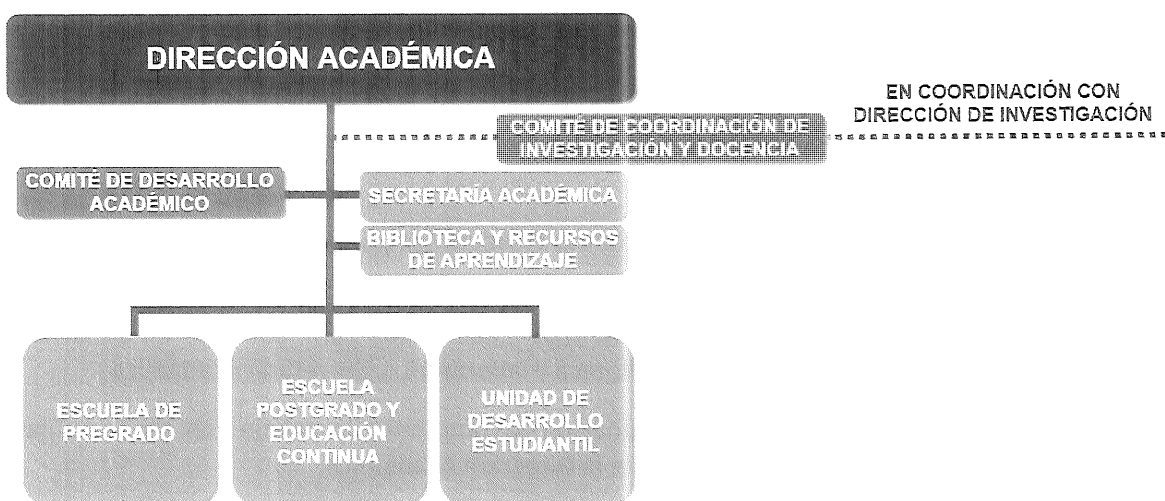 DIRECCIÓN ACADÉMICA
EN COORDINACIÓN CON
DIRECCIÓN DE INVESTIGACIÓN
COMITÉ DE COORDINACIÓN DE
INVESTIGACIÓN Y DOCENCIA
COMITÉ DE DESARROLLO
ACADÉMICO
SECRETARÍA ACADÉMICA
BIBLIOTECA Y RECURSOS
DE APRENDIZAJE
ESCUELA DE
PREGRADO
ESCUELA
POSTGRADO Y
EDUCACIÓN
CONTINUA
UNIDAD DE
DESARROLLO
ESTUDIANTIL